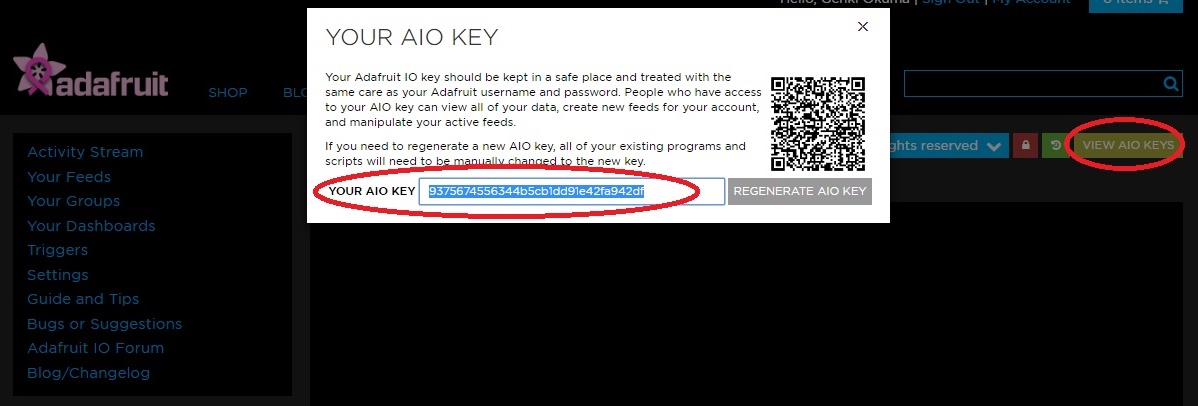 Hello, Genki Okuma | Sign Out | My Account
items
adafruit
SHOP
BLO
YOUR AIO KEY
Your Adafruit IO key should be kept in a safe place and treated with the
same care as your Adafruit username and password. People who have access
to your AIO key can view all of your data, create new feeds for your account,
and manipulate your active feeds.
If you need to regenerate a new AIO key, all of your existing programs and
scripts will need to be manually changed to the new key.
YOUR AIO KEY 9375674556344b5cb1dd91e42fa942df REGENERATE AIO KEY
ghts reserved
VIEW AIO KEYS
Activity Stream
Your Feeds
Your Groups
Your Dashboards
Triggers
Settings
Guide and Tips
Bugs or Suggestions
Adafruit IO Forum
Blog/Changelog